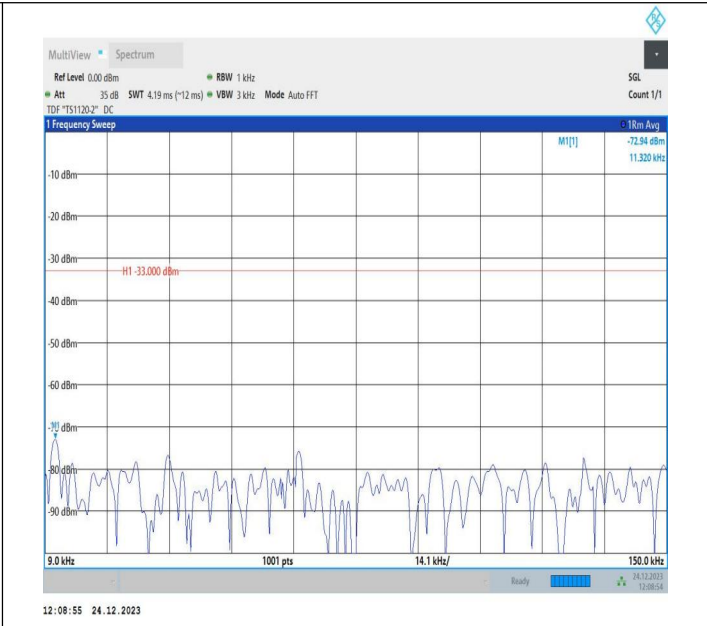 R S
MultiView Spectrum
Ref Level 0.00 dBm RBW 1 kHz SGL
Att 35 dB SWT 4.19 ms (~12 ms) VBW 3 kHz Mode Auto FFT Count 1/1
TDF "TS1120-2" DC
1 Frequency Sweep 1Rm Avg
M1[1] -72.94 dBm
11.320 kHz
-10 dBm
-20 dBm
-30 dBm
H1 -33.000 dBm
-40 dBm
-50 dBm
-60 dBm
M1 dBm
-80 dBm
-90 dBm
9.0 kHz 1001 pts 14.1 kHz/ 150.0 kHz
Ready 24.12.2023
12:08:54
12:08:55 24.12.2023